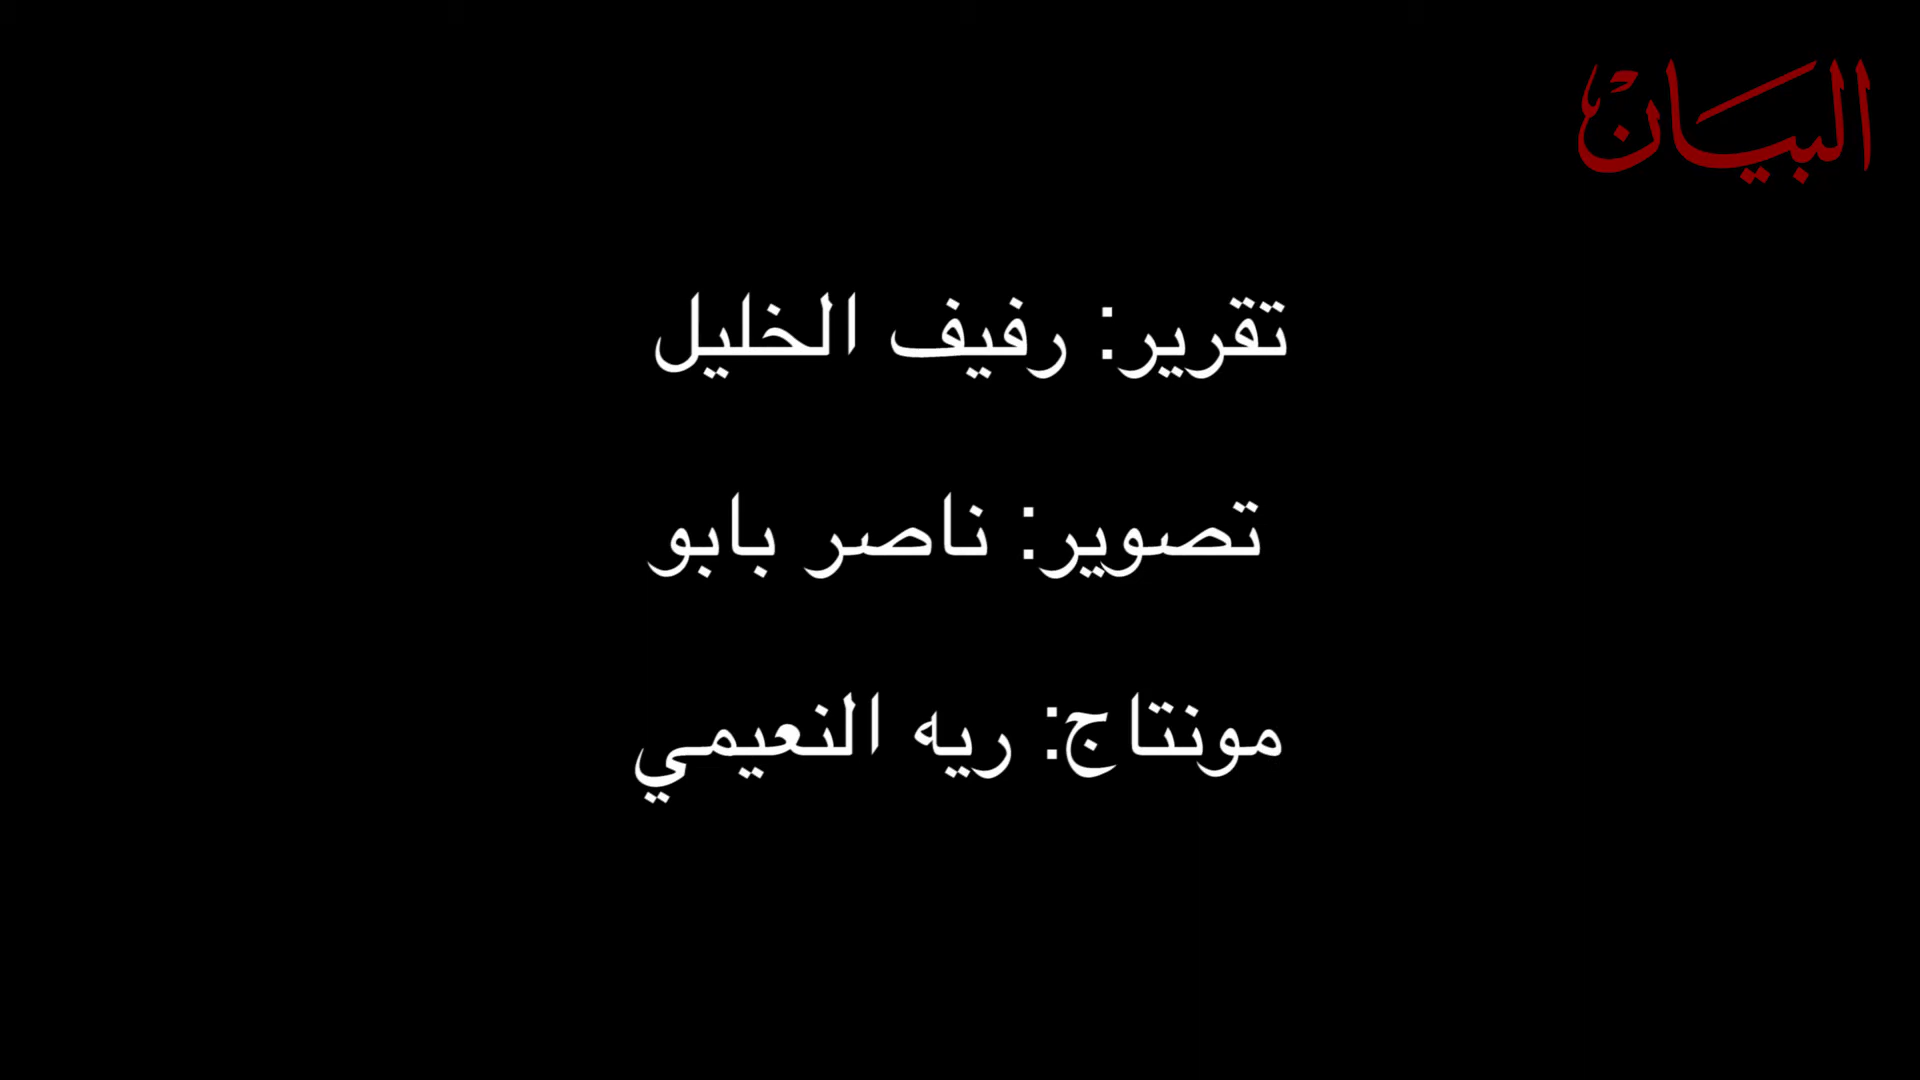 البيان
تقرير: رفيف الخليل
تصوير: ناصر بابو
مونتاج: ريه النعيمي